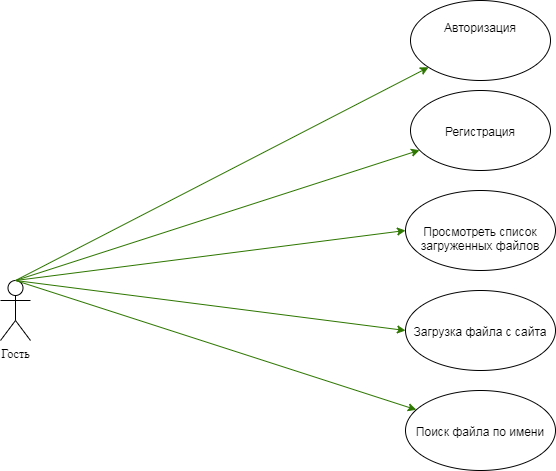 Авторизация
Регистрация
Просмотреть список
загруженных файлов
Загрузка файла с сайта
Гость
Поиск файла по имени